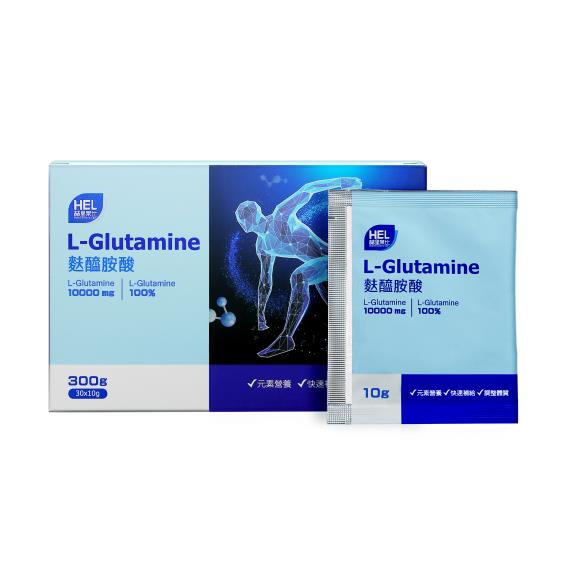 HEL
L-Glutamine
麩醯胺酸
L-Glutamine
10000 mg
L-Glutamine
100%
300g
30x10g
✓元素營養 ✓快速補給
HEL
L-Glutamine
麩醯胺酸
L-Glutamine
10000 mg
L-Glutamine
100%
10g
✓元素營養 ✓快速補給 ✓調整體質